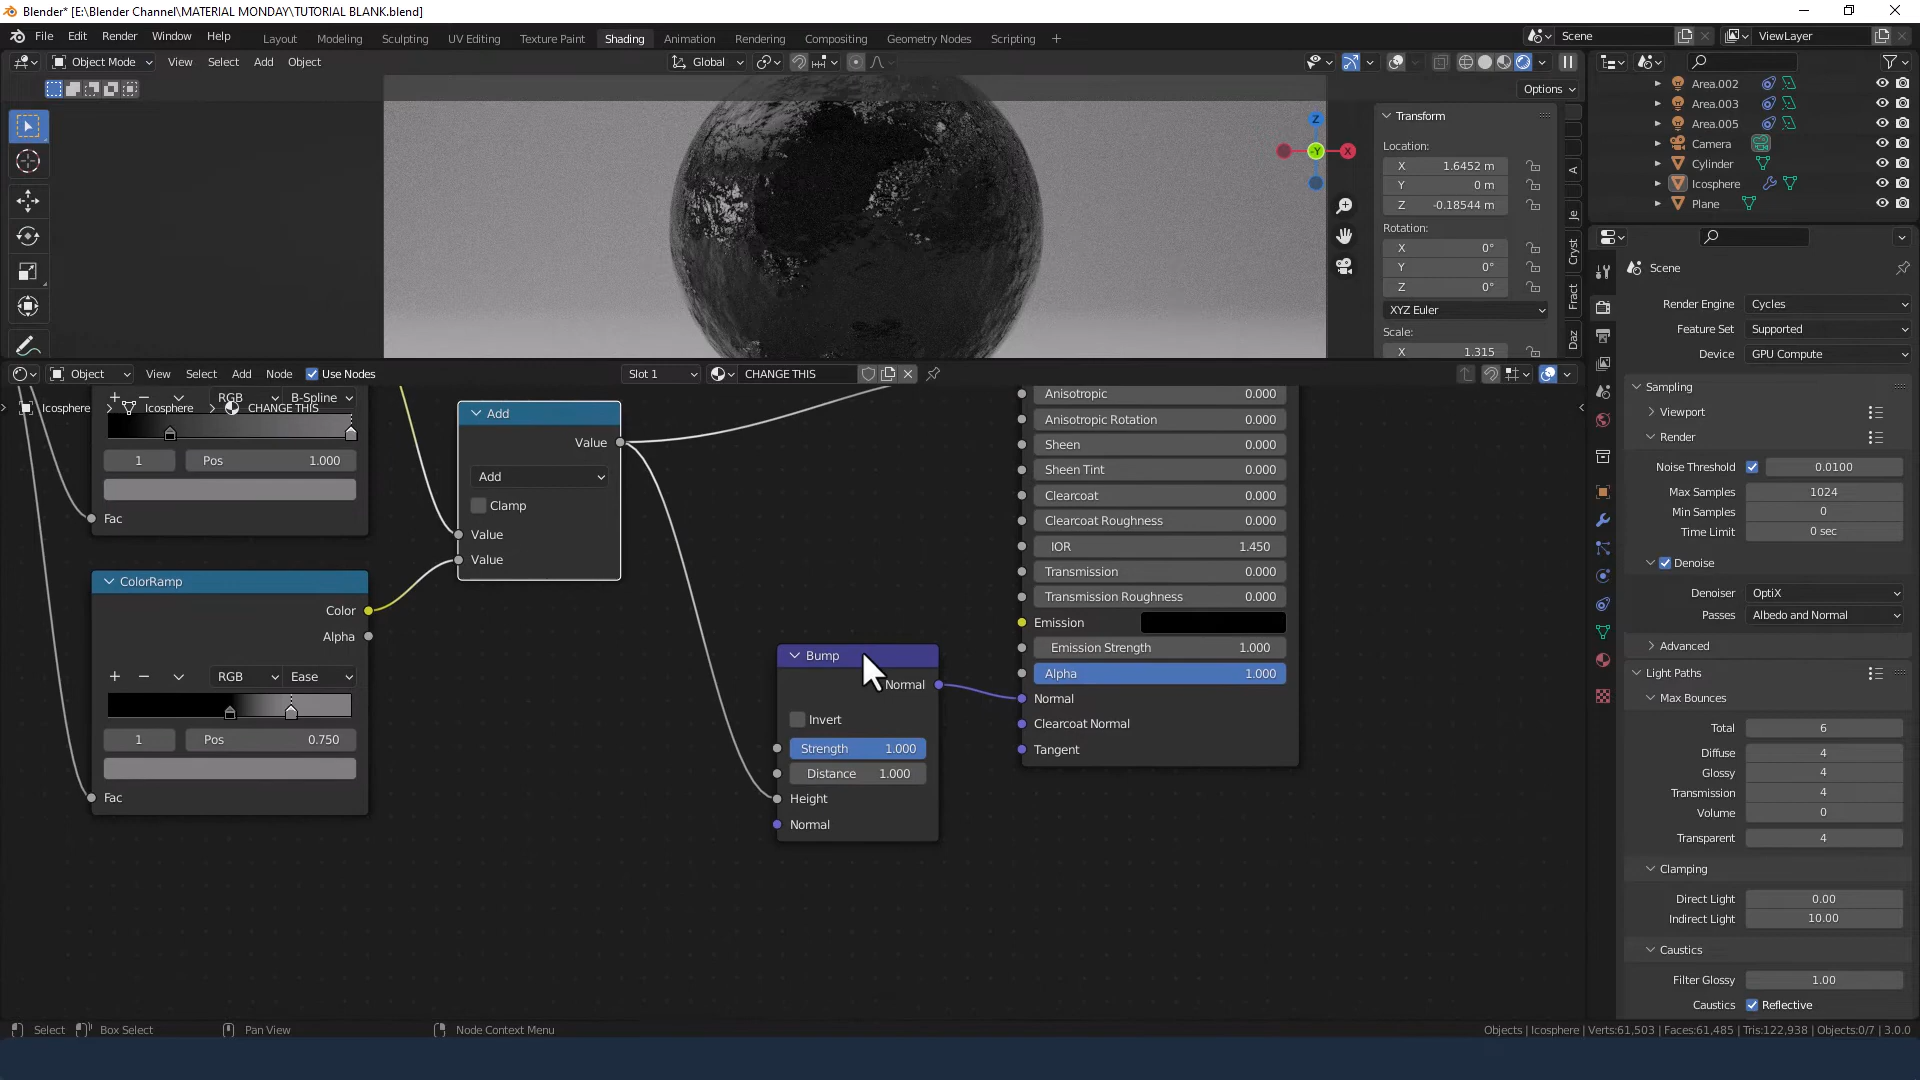 Blender* [E:\Blender Channel\MATERIAL MONDAY\TUTORIAL BLANK.blend]
File Edit Render Window Help Layout Modeling Sculpting UV Editing Texture Paint Shading Animation Rendering Compositing Geometry Nodes Scripting + Scene ViewLayer
Object Mode View Select Add Object Global
Options
Area.002
Area.003
Area.005
Camera
Cylinder
Icosphere
Plane
Z
-Y
X
Transform
Location:
X 1.6452 m
Y 0 m
Z -0.18544 m
Rotation:
X 0°
Y 0°
Z 0°
XYZ Euler
Scale:
X 1.315
A
Je
Cryst
Fract
Daz
Object View Select Add Node Use Nodes Slot 1 CHANGE THIS
Icosphere > Icosphere > CHANGE THIS
RGB B-Spline
1 Pos 1.000
Fac
ColorRamp
Color
Alpha
RGB Ease
1 Pos 0.750
Fac
Add
Value
Add
Clamp
Value
Value
Bump
Normal
Invert
Strength 1.000
Distance 1.000
Height
Normal
Anisotropic 0.000
Anisotropic Rotation 0.000
Sheen 0.000
Sheen Tint 0.000
Clearcoat 0.000
Clearcoat Roughness 0.000
IOR 1.450
Transmission 0.000
Transmission Roughness 0.000
Emission
Emission Strength 1.000
Alpha 1.000
Normal
Clearcoat Normal
Tangent
Scene
Render Engine Cycles
Feature Set Supported
Device GPU Compute
Sampling
Viewport
Render
Noise Threshold 0.0100
Max Samples 1024
Min Samples 0
Time Limit 0 sec
Denoise
Denoiser OptiX
Passes Albedo and Normal
Advanced
Light Paths
Max Bounces
Total 6
Diffuse 4
Glossy 4
Transmission 4
Volume 0
Transparent 4
Clamping
Direct Light 0.00
Indirect Light 10.00
Caustics
Filter Glossy 1.00
Caustics Reflective
Select Box Select Pan View Node Context Menu Objects | Icosphere | Verts:61,503 | Faces:61,485 | Tris:122,938 | Objects:0/7 | 3.0.0